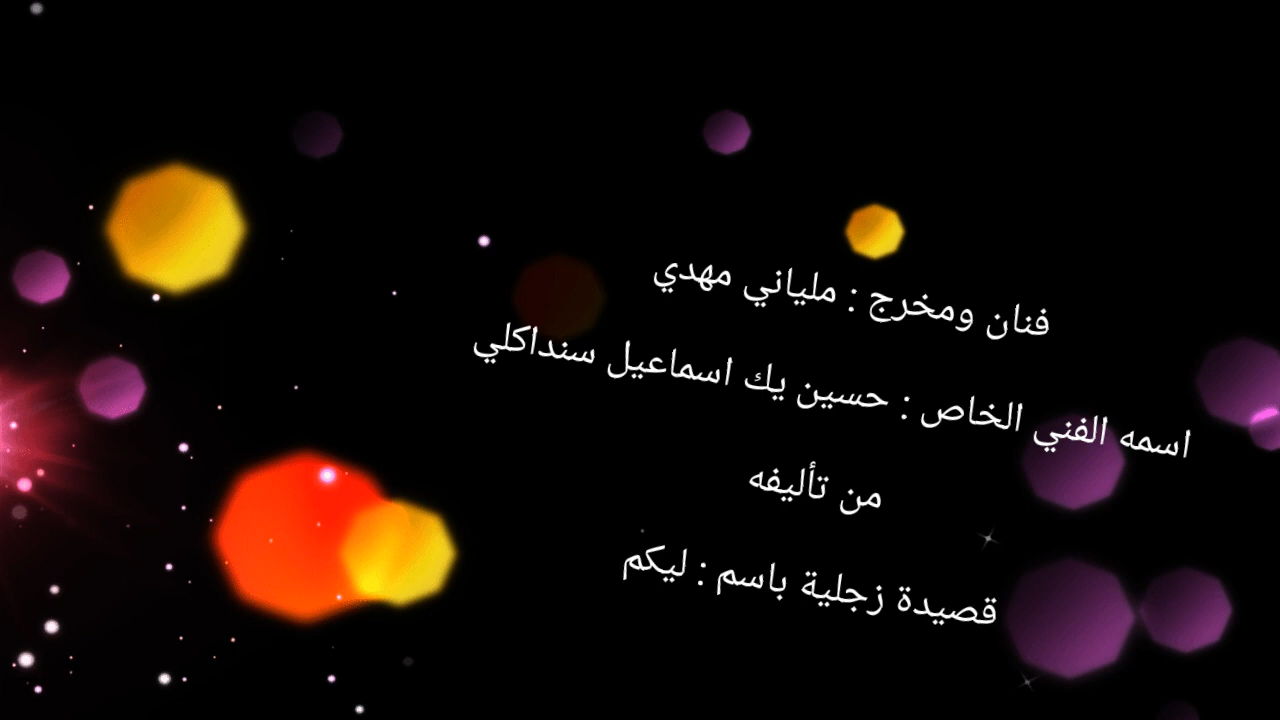 فنان ومخرج : ملياني مهدي
اسمه الفني الخاص : حسين يك اسماعيل سنداكلي
من تأليفه
قصيدة زجلية باسم : ليكم